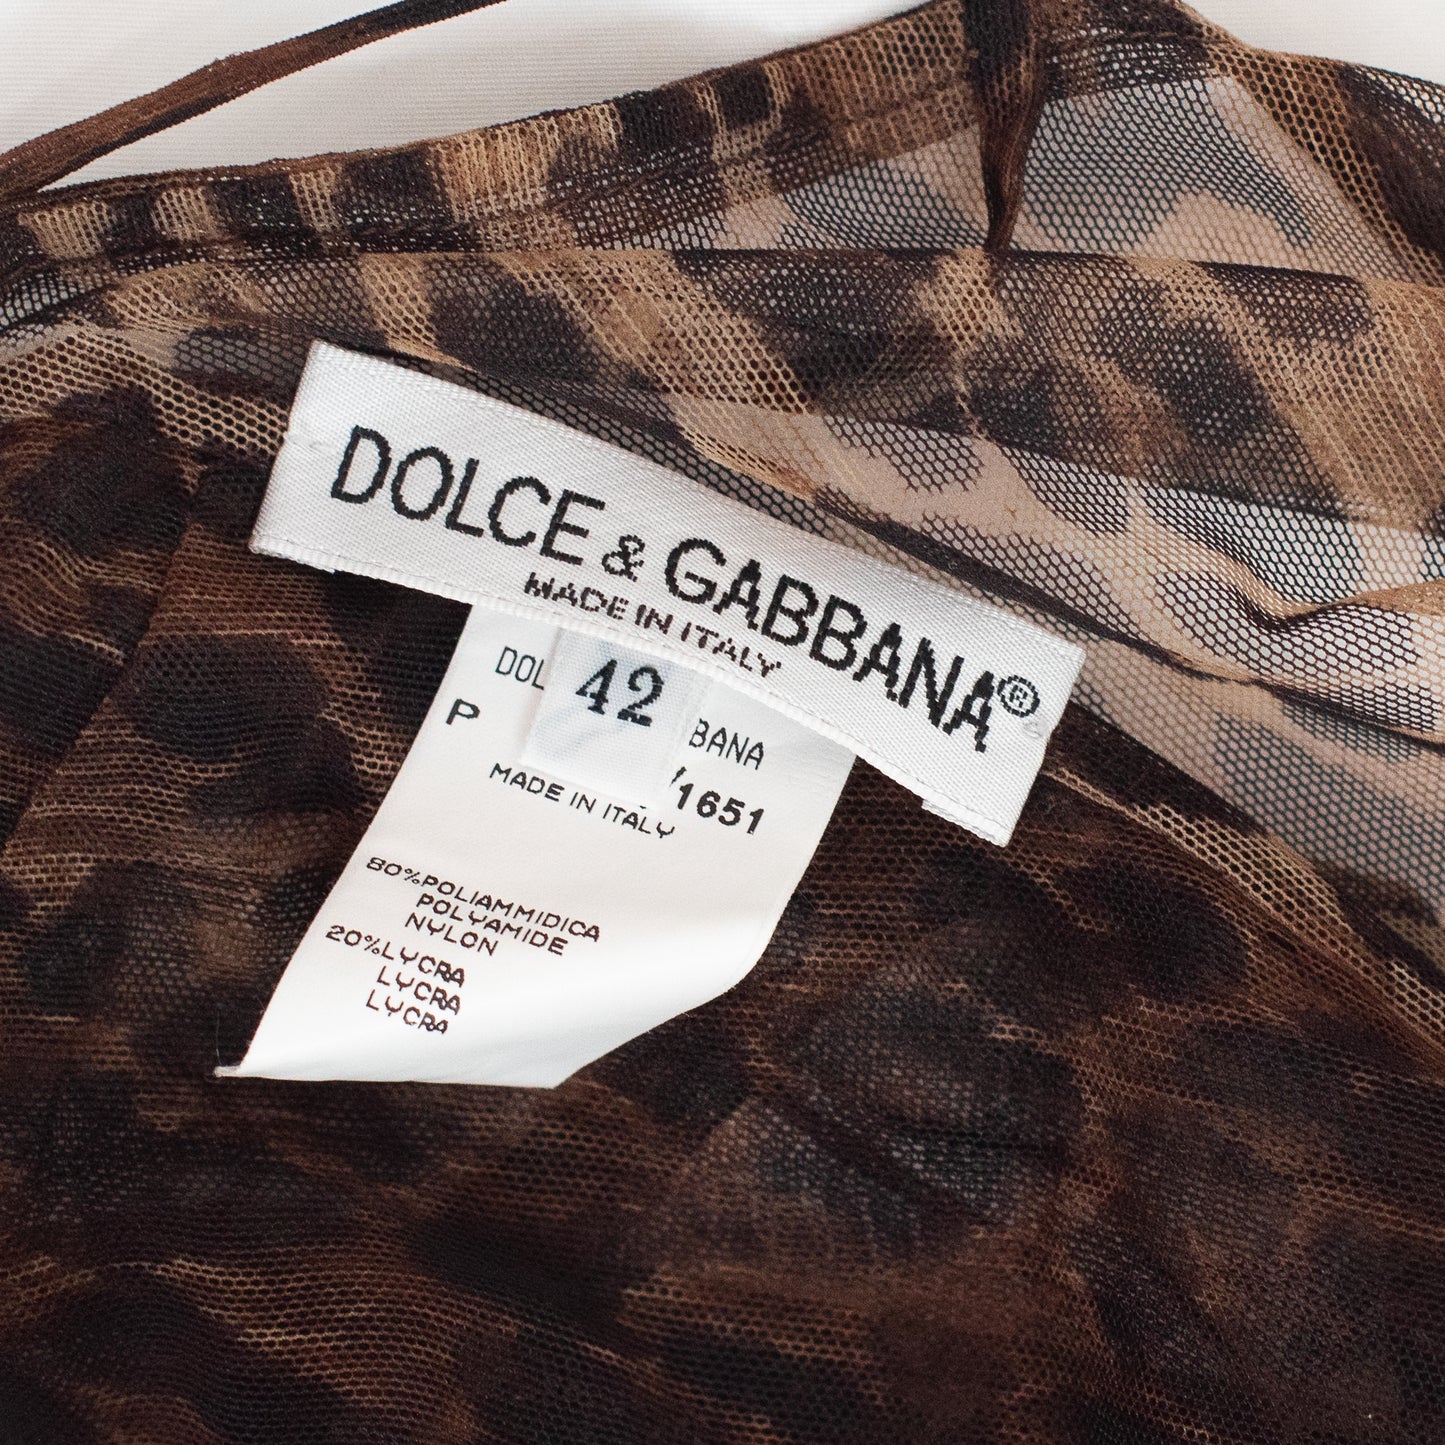 DOLCE & GABBANA®
MADE IN ITALY
42
DOL BANA
P /1651
MADE IN ITALY
80%POLIAMMIDICA
POLYAMIDE
NYLON
20%LYCRA
LYCRA
LYCRA